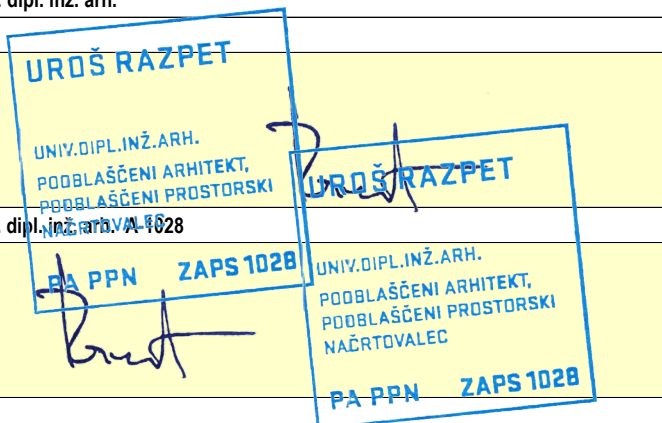 . dipl. inž. arh.
UROŠ RAZPET
UNIV.DIPL.INŽ.ARH.
POOBLAŠČENI ARHITEKT,
POOBLAŠČENI PROSTORSKI
NAČRTOVALEC
PA PPN ZAPS 1028
. dipl. inž. arh. A-1028
UROŠ RAZPET
UNIV.DIPL.INŽ.ARH.
POOBLAŠČENI ARHITEKT,
POOBLAŠČENI PROSTORSKI
NAČRTOVALEC
PA PPN ZAPS 1028